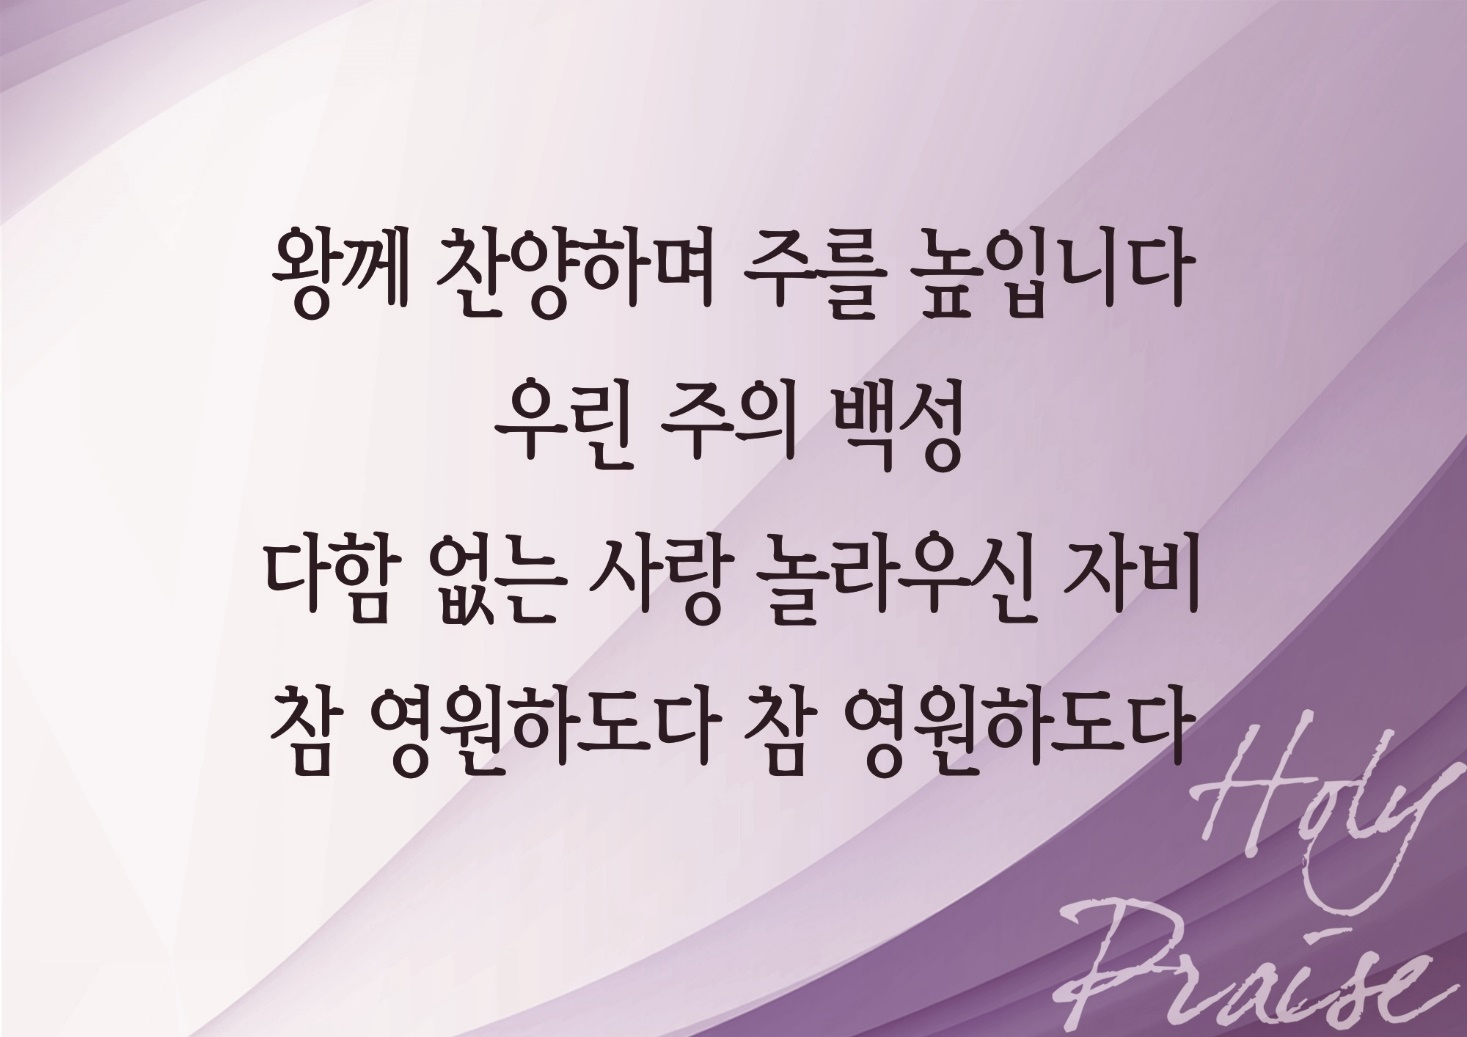 왕께 찬양하며 주를 높입니다
우린 주의 백성
다함 없는 사랑 놀라우신 자비
참 영원하도다 참 영원하도다
Holy
Praise